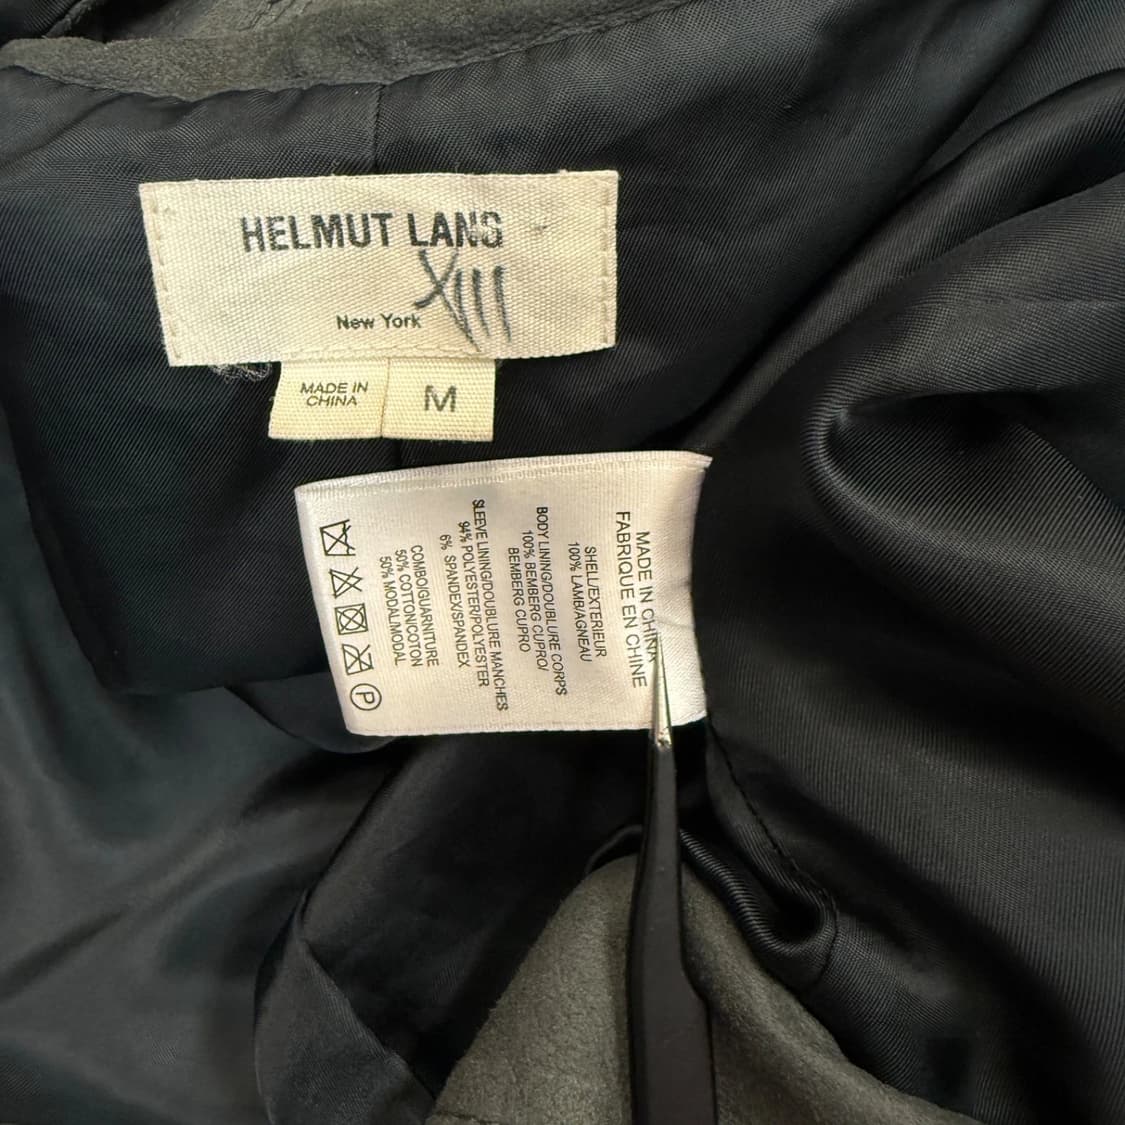 HELMUT LANG
XIII
New York
MADE IN
CHINA
M
MADE IN CHINA
FABRIQUE EN CHINE
SHELL/EXTERIEUR
100% LAMB/AGNEAU
BODY LINING/DOUBLURE CORPS
100% BEMBERG CUPRO/
BEMBERG CUPRO
SLEEVE LINING/DOUBLURE MANCHES
94% POLYESTER/POLYESTER
6% SPANDEX/SPANDEX
COMBO/GUARNITURE
50% COTTON/COTON
50% MODAL/MODAL
P